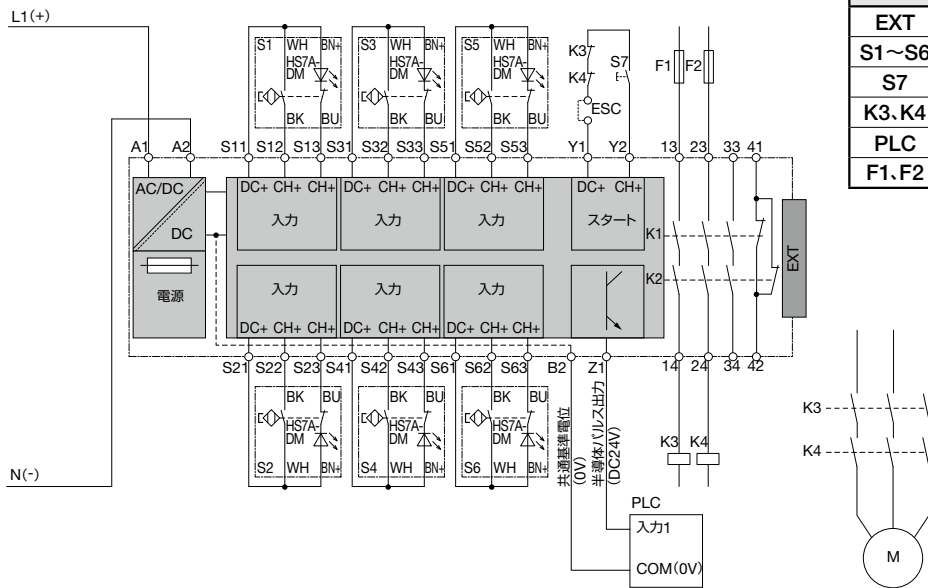 L1(+)
EXT
S1～S6
S7
K3、K4
PLC
F1、F2
S1 WH BN+
HS7A-
DM
BK BU
S3 WH BN+
HS7A-
DM
BK BU
S5 WH BN+
HS7A-
DM
BK BU
K3
K4
S7
ESC
F1 F2
A1 A2 S11 S12 S13 S31 S32 S33 S51 S52 S53 Y1 Y2 13 23 33 41
AC/DC
DC
電源
DC+ CH+ CH+ DC+ CH+ CH+ DC+ CH+ CH+ DC+ CH+
入力 入力 入力 スタート
K1
K2
EXT
入力 入力 入力
DC+ CH+ CH+ DC+ CH+ CH+ DC+ CH+ CH+
S21 S22 S23 S41 S42 S43 S61 S62 S63 B2 Z1 14 24 34 42
BK BU
HS7A-
DM
S2 WH BN+
BK BU
HS7A-
DM
S4 WH BN+
BK BU
HS7A-
DM
S6 WH BN+
共通基準電位
(0V)
半導体パルス出力
(DC24V)
K3 K4
K3
K4
N(-)
PLC
入力1
COM(0V)
M